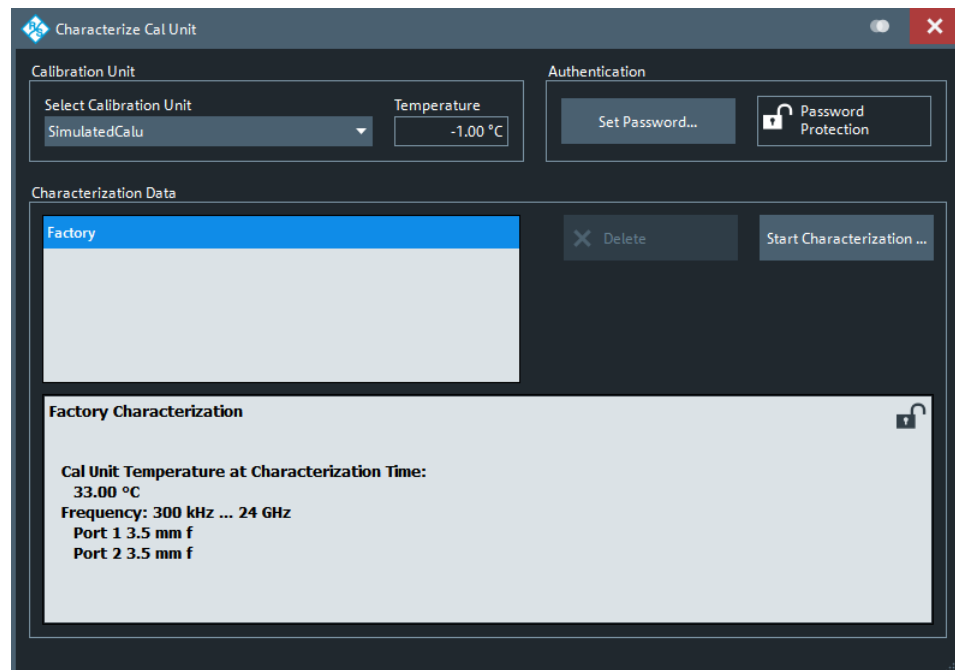 Characterize Cal Unit
Calibration Unit
Select Calibration Unit
Temperature
SimulatedCalu
-1.00 °C
Authentication
Set Password...
Password
Protection
Characterization Data
Factory
Delete
Start Characterization ...
Factory Characterization
Cal Unit Temperature at Characterization Time:
33.00 °C
Frequency: 300 kHz ... 24 GHz
Port 1 3.5 mm f
Port 2 3.5 mm f